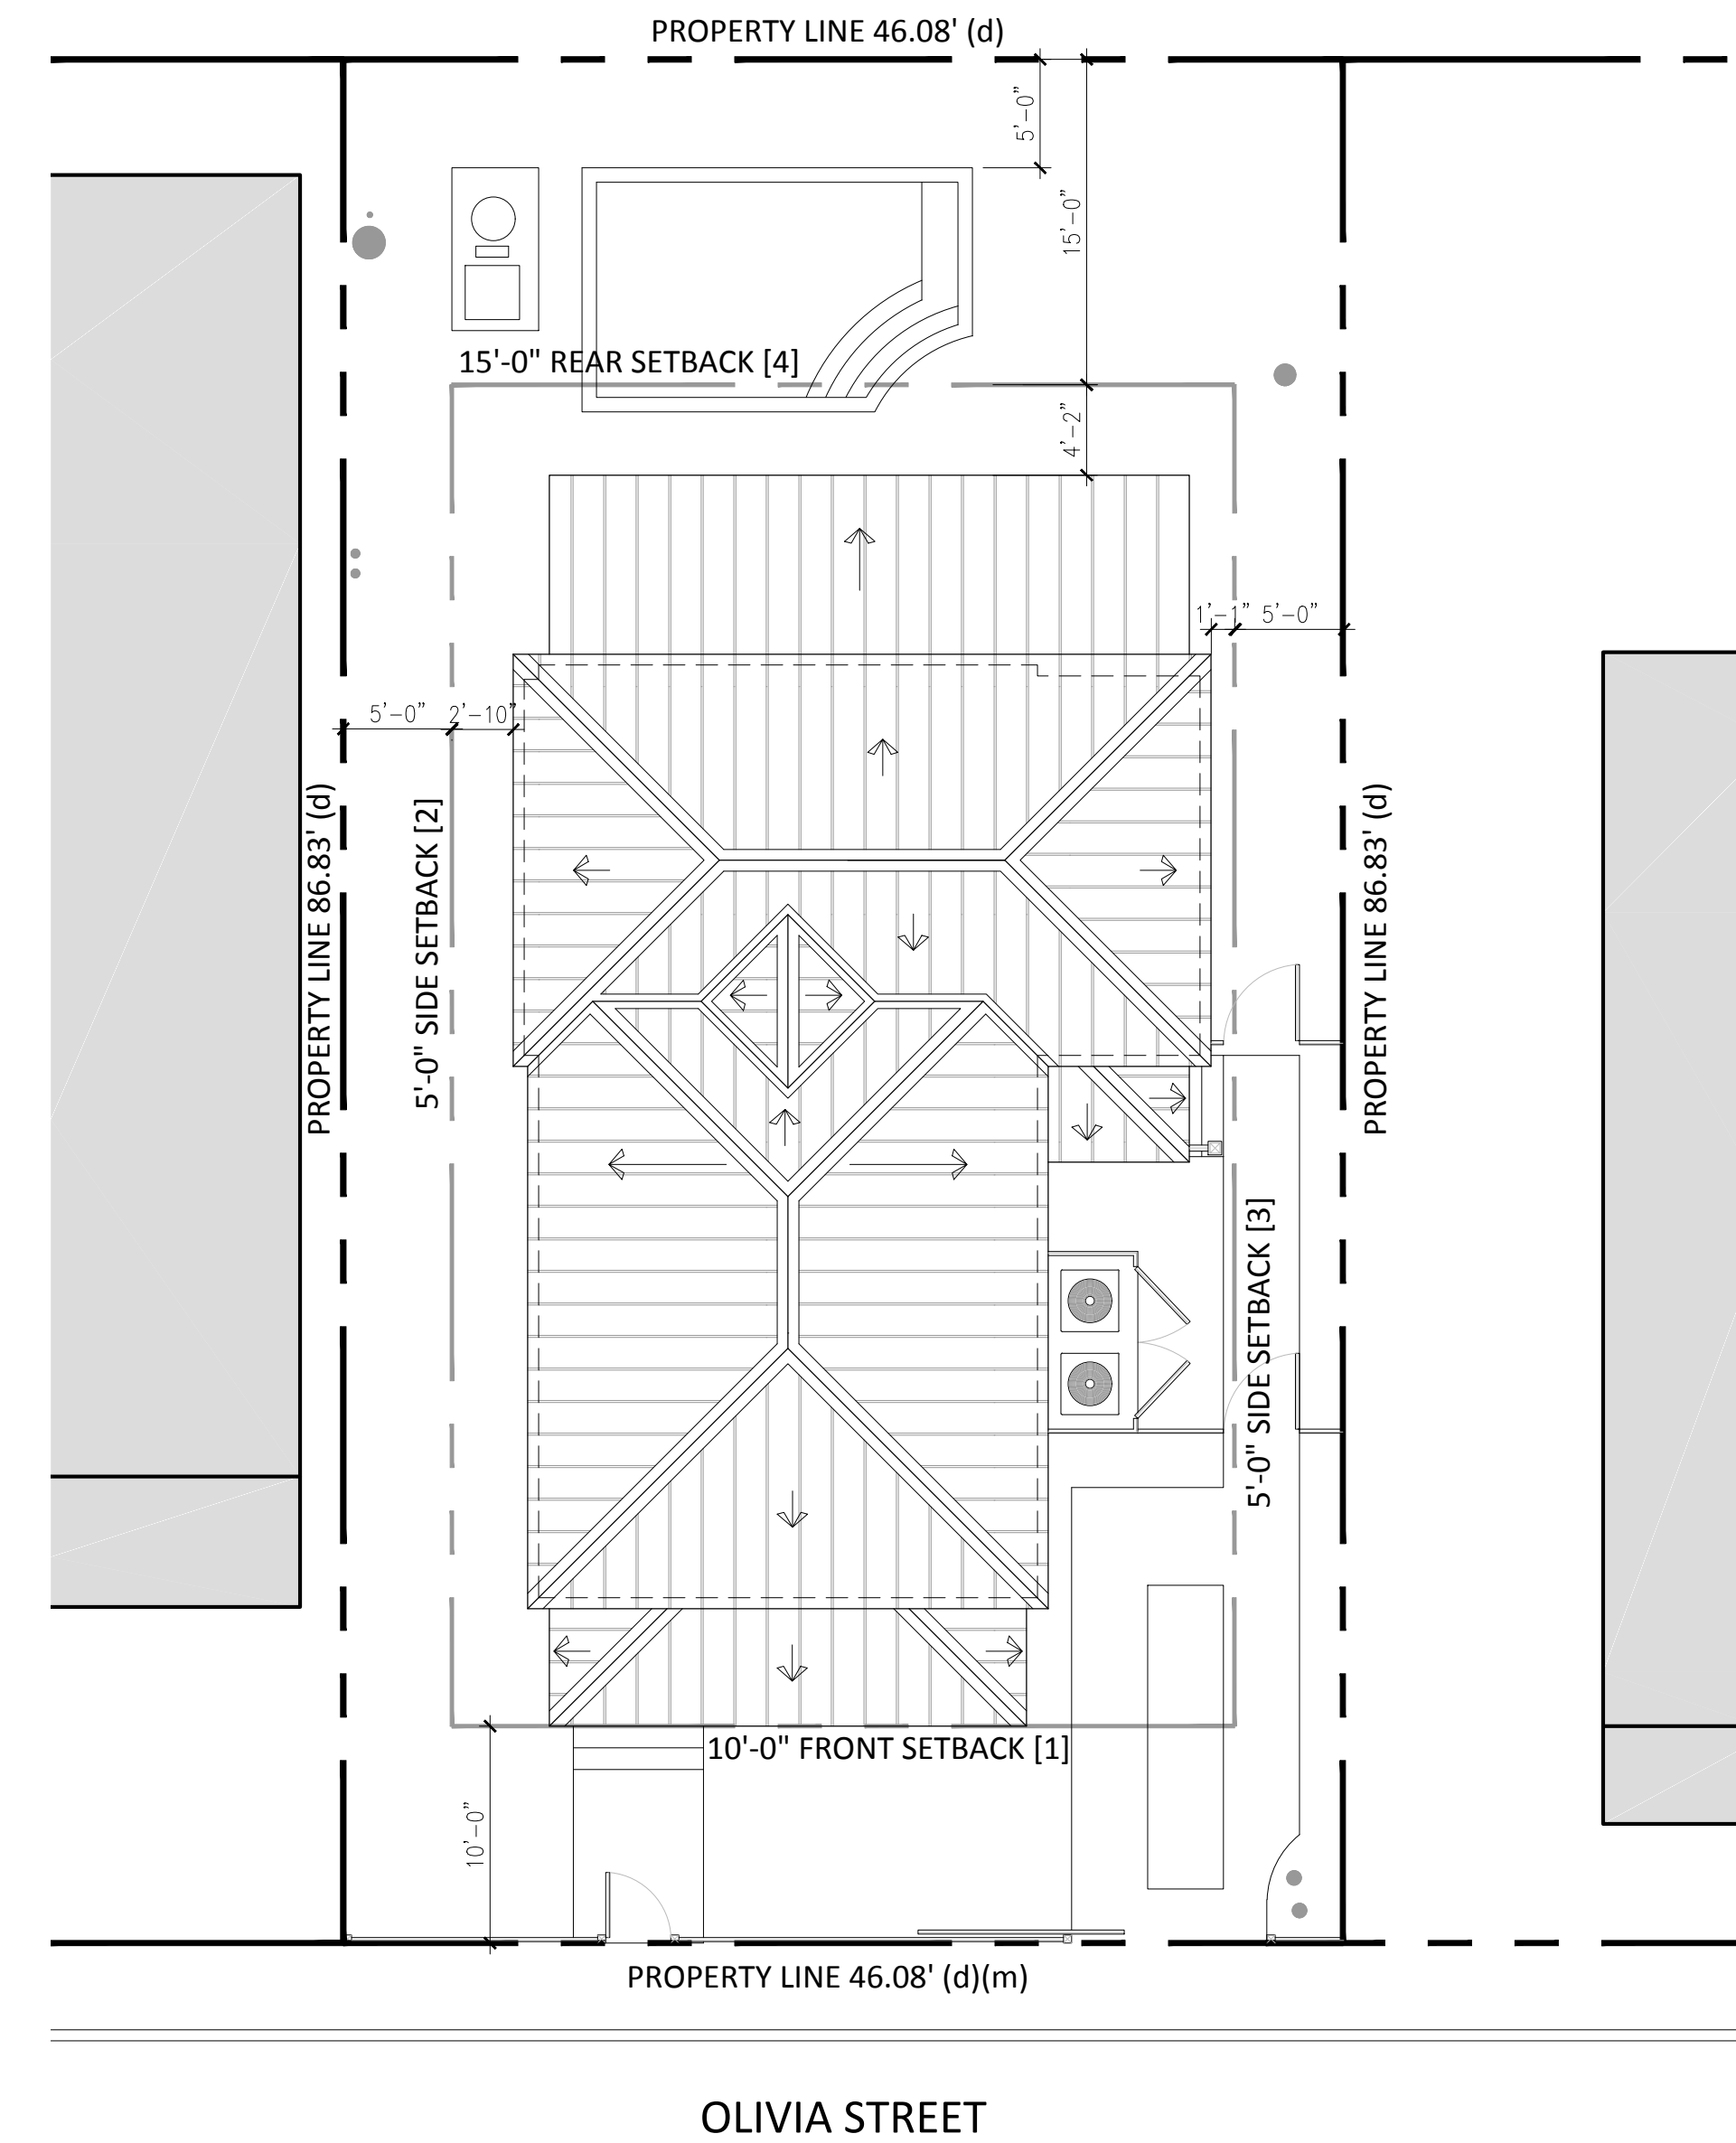 PROPERTY LINE 46.08' (d)
5'-0"
15'-0"
15'-0" REAR SETBACK [4]
4'-2"
1'-1" 5'-0"
5'-0" 2'-10"
PROPERTY LINE 86.83' (d)
5'-0" SIDE SETBACK [2]
PROPERTY LINE 86.83' (d)
5'-0" SIDE SETBACK [3]
10'-0" FRONT SETBACK [1]
10'-0"
PROPERTY LINE 46.08' (d)(m)
OLIVIA STREET